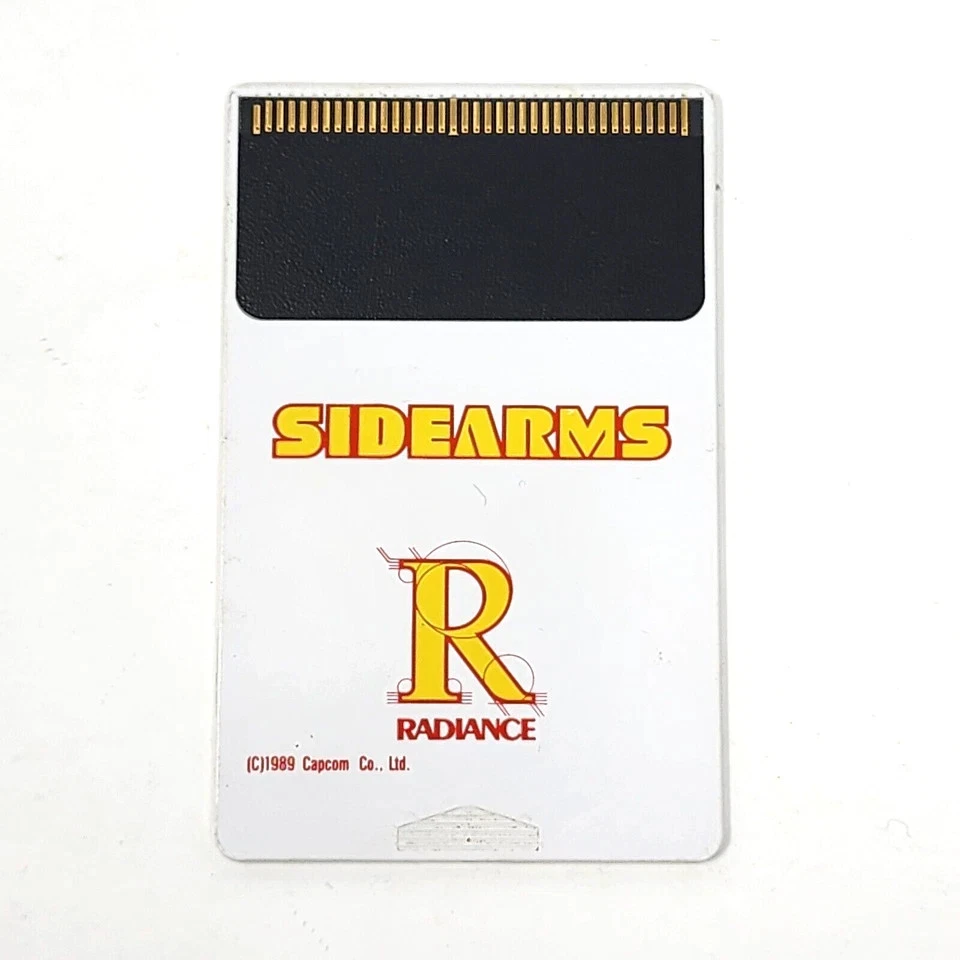 SIDEARMS
R
RADIANCE
(C)1989 Capcom Co., Ltd.